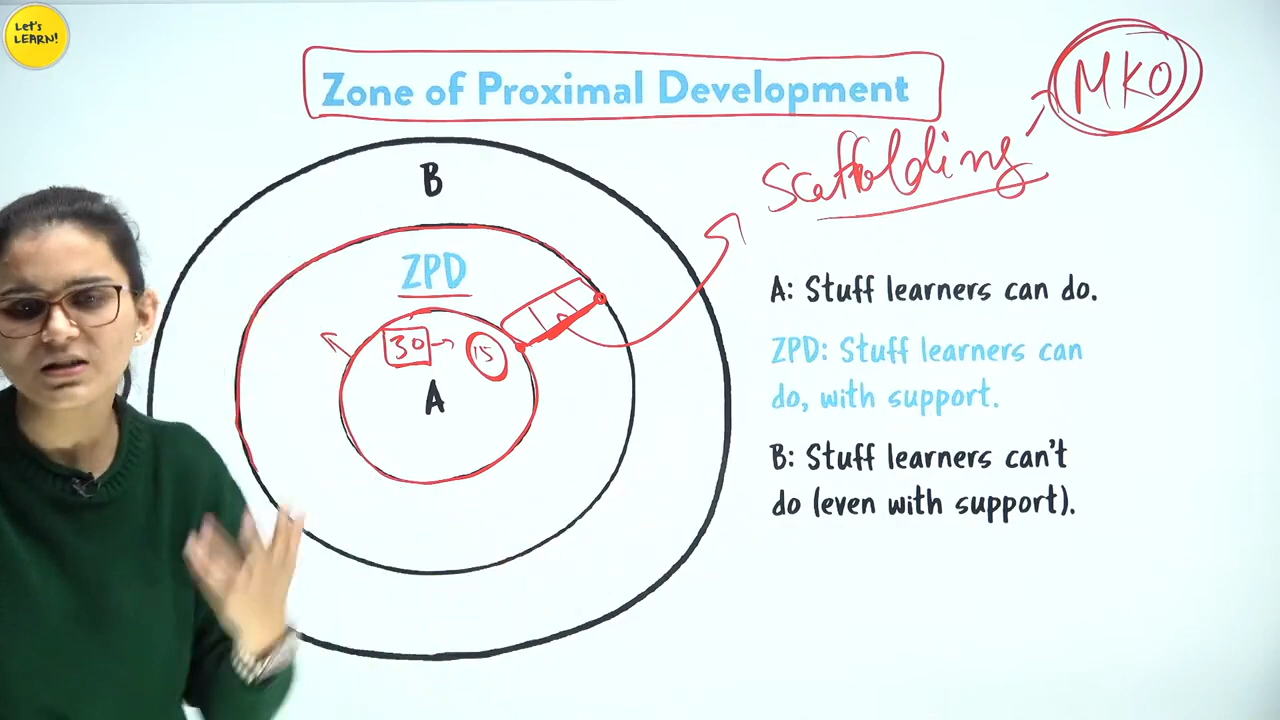 Let's
LEARN!
Zone of Proximal Development
MKO
Scaffolding
B
ZPD
30
15
A
A: Stuff learners can do.
ZPD: Stuff learners can
do, with support.
B: Stuff learners can't
do (even with support).